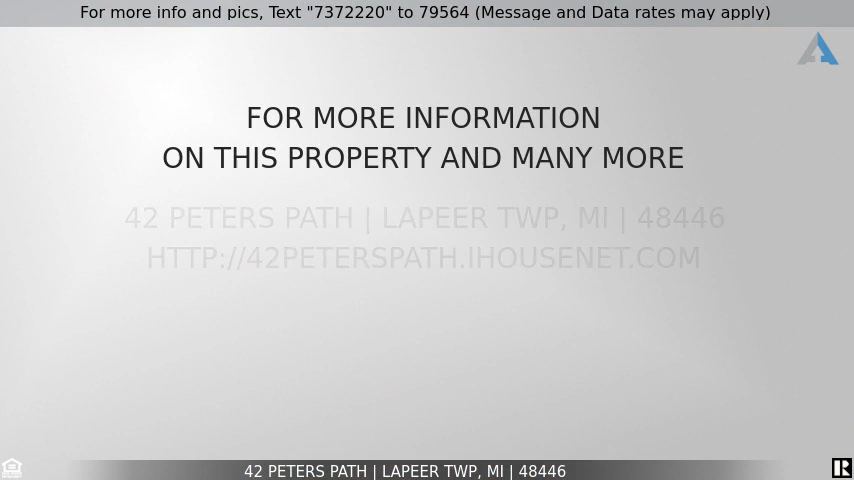 For more info and pics, Text "7372220" to 79564 (Message and Data rates may apply)
FOR MORE INFORMATION
ON THIS PROPERTY AND MANY MORE
42 PETERS PATH | LAPEER TWP, MI | 48446
HTTP://42PETERSPATH.IHOUSENET.COM
42 PETERS PATH | LAPEER TWP, MI | 48446